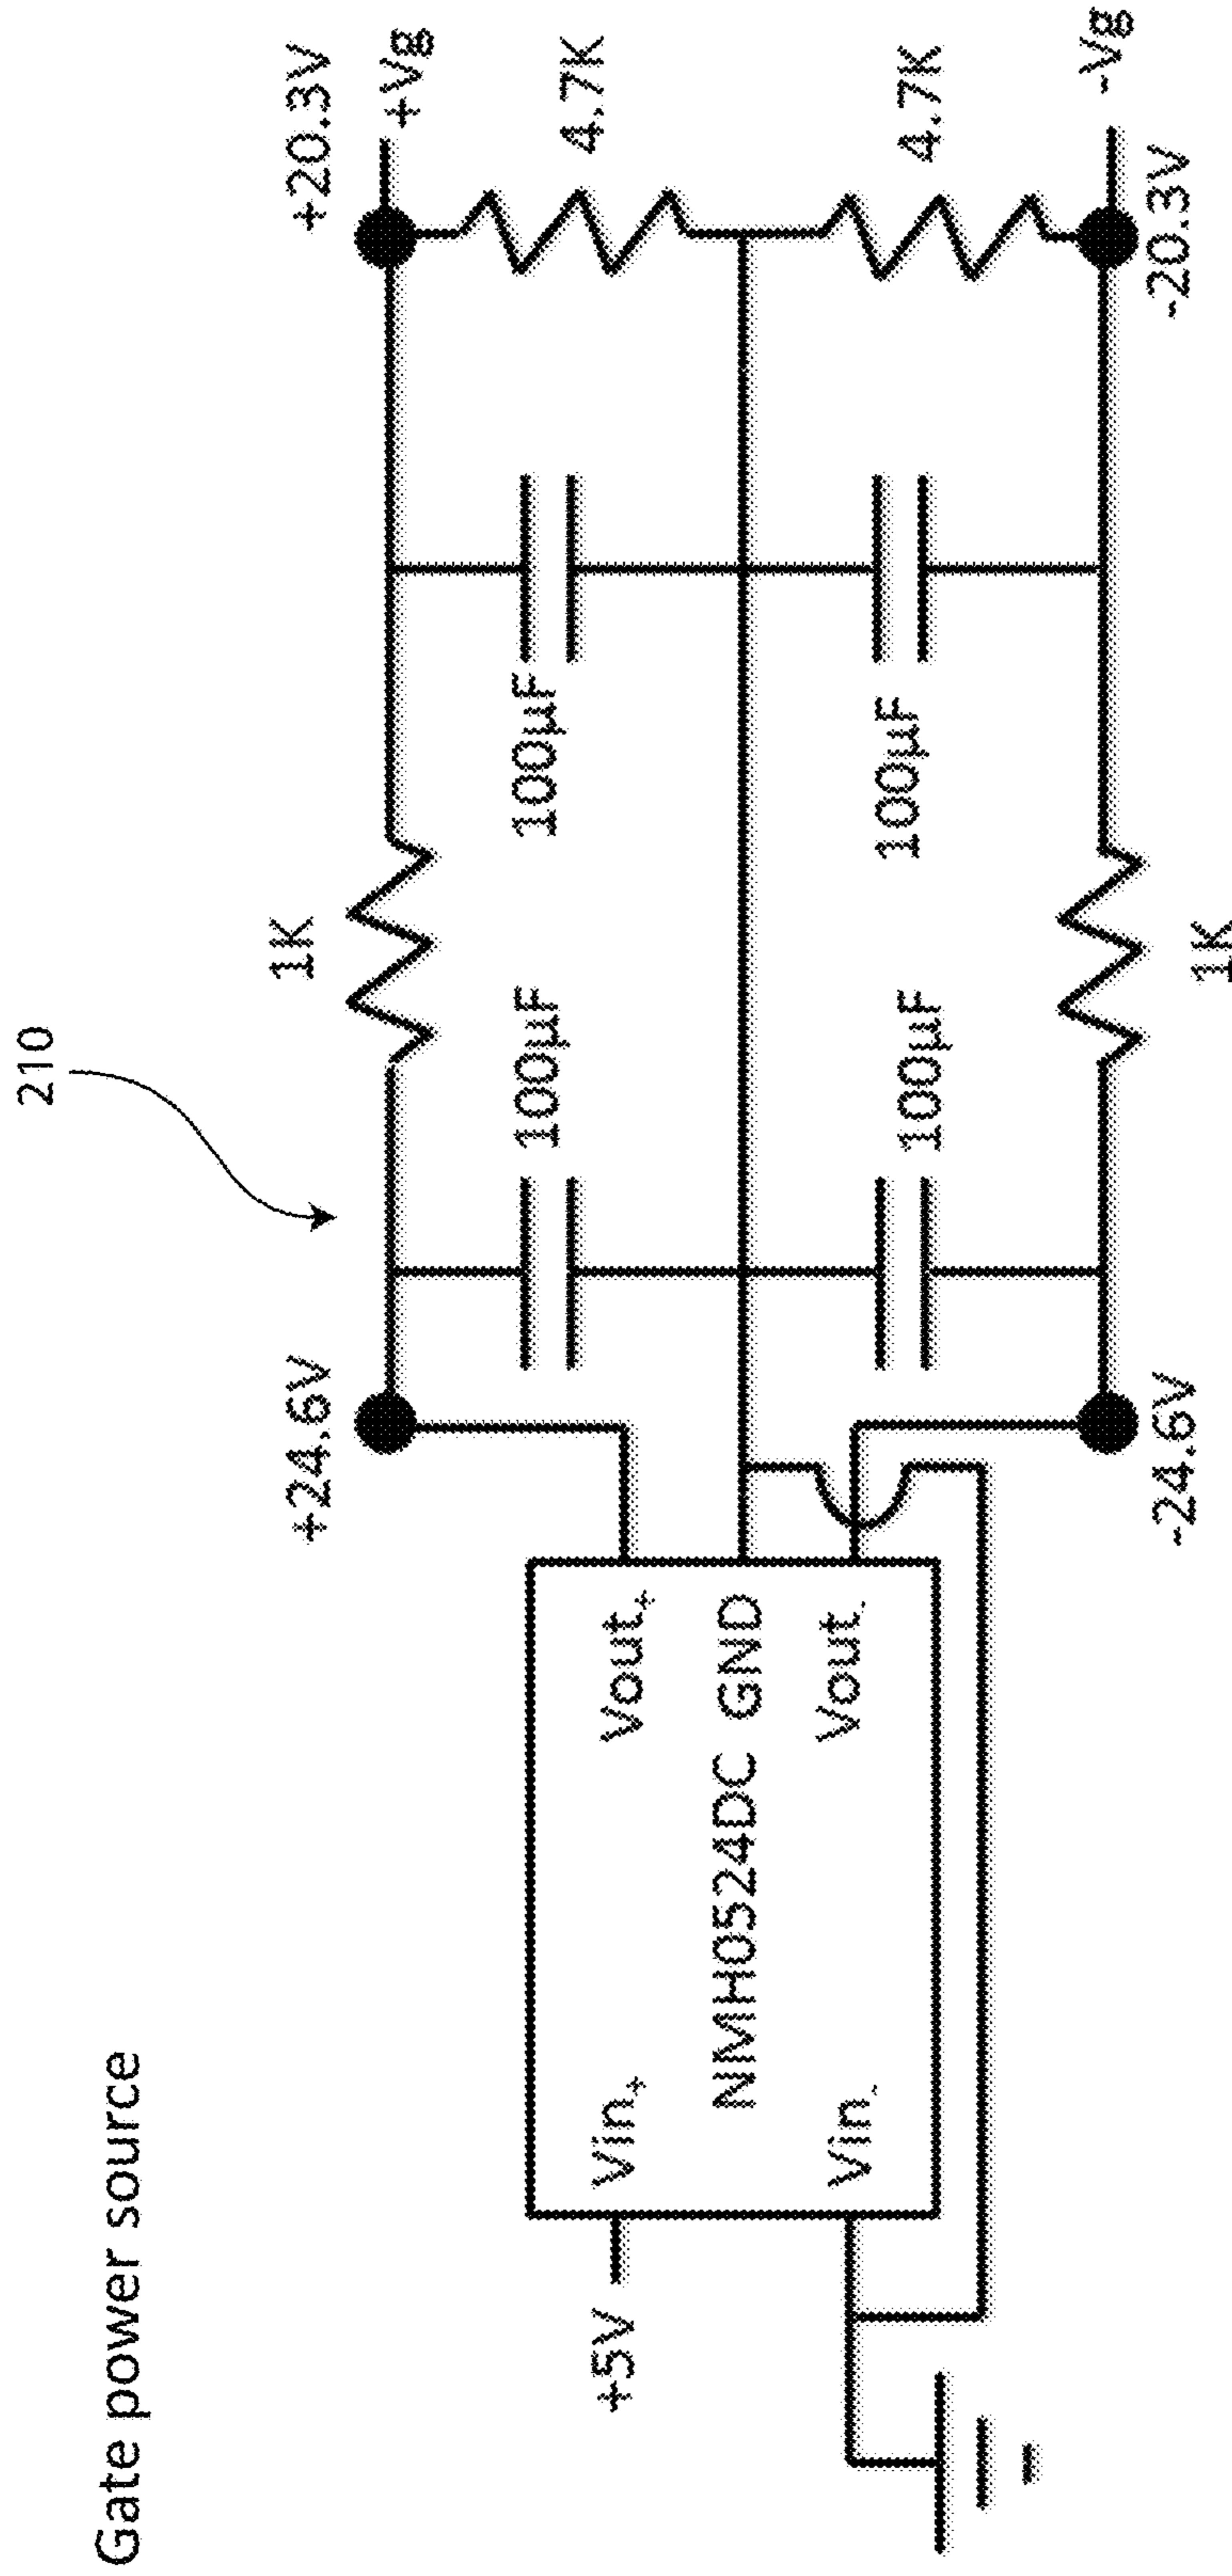 Gate power source
210
+24.6V
1K
+20.3V
+Vg
100µF
100µF
4.7K
+5V
Vin+
Vout+
NMH0524DC
GND
Vin-
Vout-
100µF
100µF
4.7K
-24.6V
1K
-20.3V
-Vg